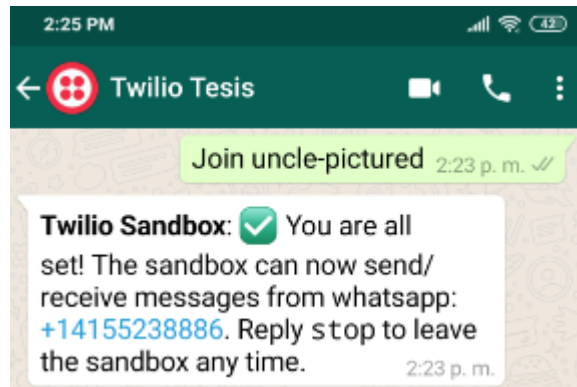 2:25 PM 42
Twilio Tesis
Join uncle-pictured 2:23 p. m.
Twilio Sandbox: ✅ You are all
set! The sandbox can now send/
receive messages from whatsapp:
+14155238886. Reply stop to leave
the sandbox any time. 2:23 p. m.